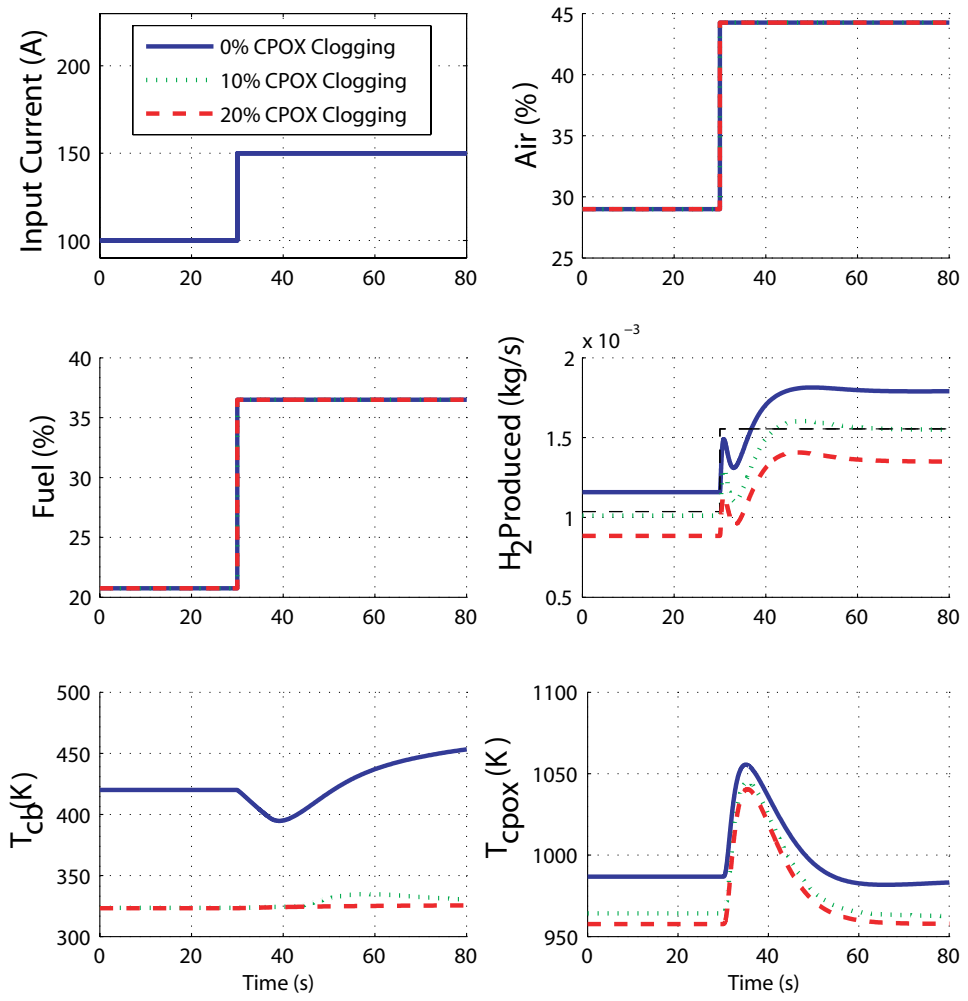 Input Current (A)
200
150
100
0 20 40 60 80
0% CPOX Clogging
10% CPOX Clogging
20% CPOX Clogging
Air (%)
45
40
35
30
25
0 20 40 60 80
Fuel (%)
40
35
30
25
20
0 20 40 60 80
H2Produced (kg/s)
x 10 -3
2
1.5
1
0.5
0 20 40 60 80
Tcb(K)
500
450
400
350
300
0 20 40 60 80
Time (s)
Tcpox(K)
1100
1050
1000
950
0 20 40 60 80
Time (s)